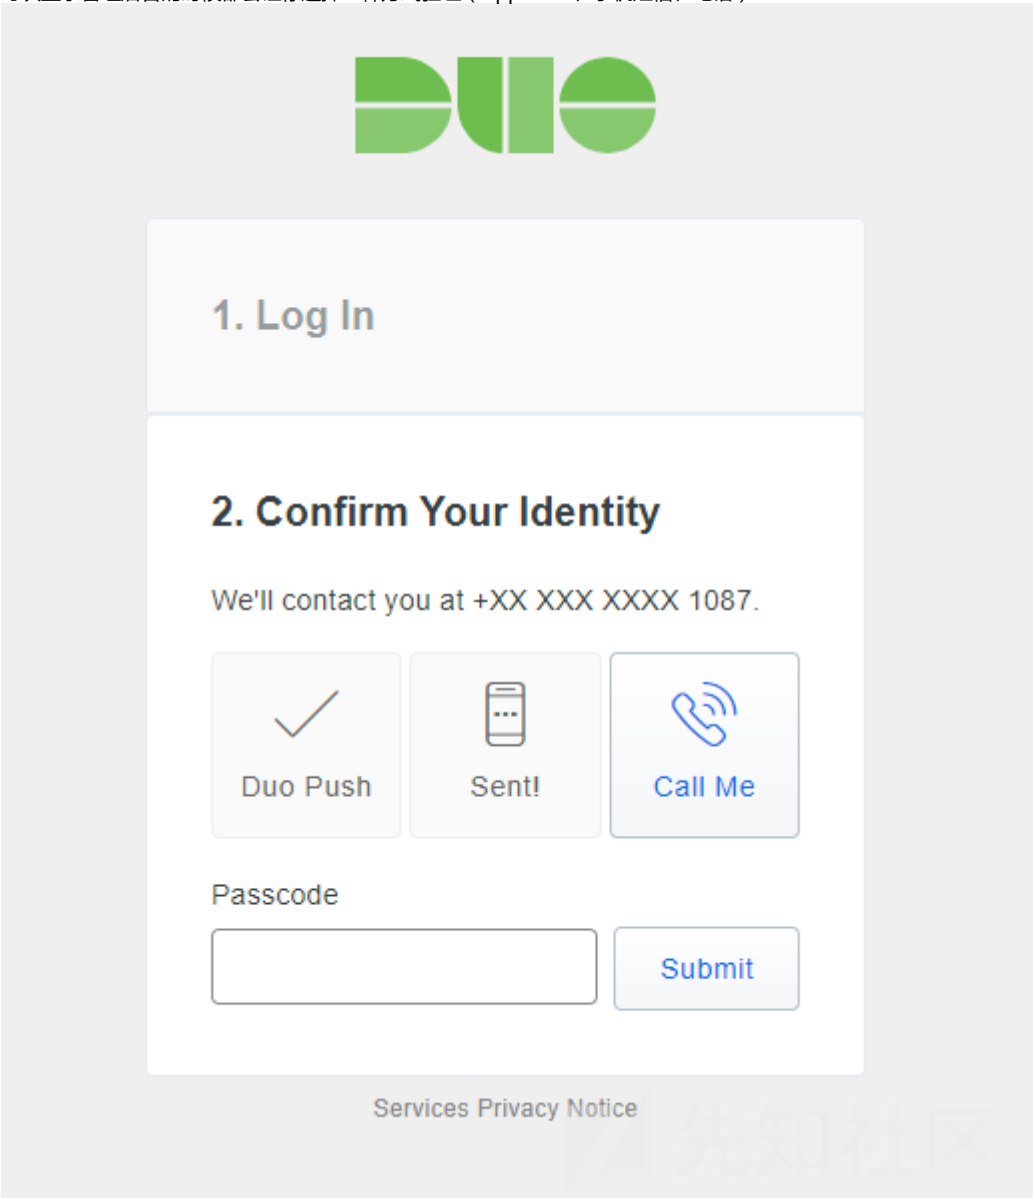 DUO
1. Log In
2. Confirm Your Identity
We'll contact you at +XX XXX XXXX 1087.
Duo Push
Sent!
Call Me
Passcode
Submit
Services Privacy Notice
先知社区